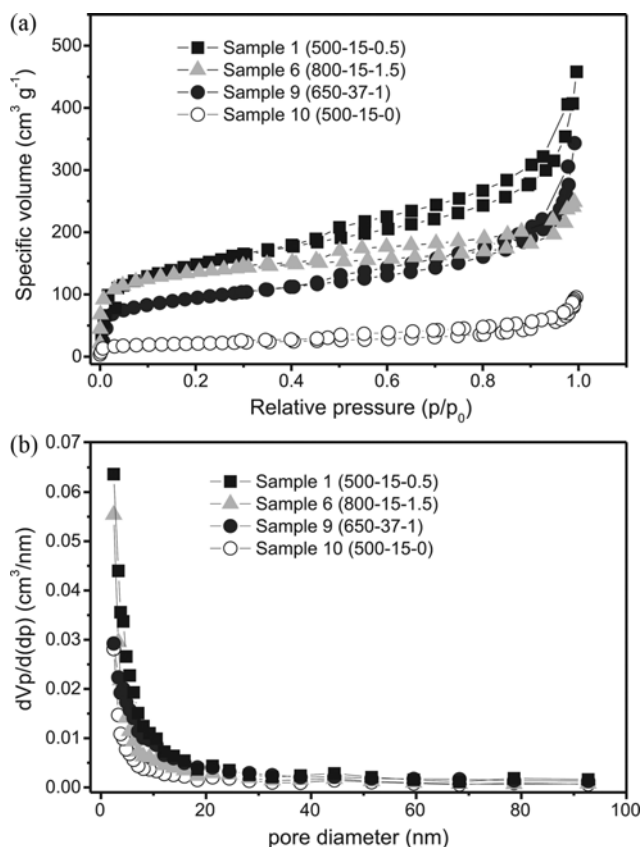 (a)
500
400
300
200
100
0
Specific volume (cm³ g⁻¹)
Sample 1 (500-15-0.5)
Sample 6 (800-15-1.5)
Sample 9 (650-37-1)
Sample 10 (500-15-0)
0.0 0.2 0.4 0.6 0.8 1.0
Relative pressure (p/p₀)
(b)
0.07
0.06
0.05
0.04
0.03
0.02
0.01
0.00
dVp/d(dp) (cm³/nm)
Sample 1 (500-15-0.5)
Sample 6 (800-15-1.5)
Sample 9 (650-37-1)
Sample 10 (500-15-0)
0 20 40 60 80 100
pore diameter (nm)